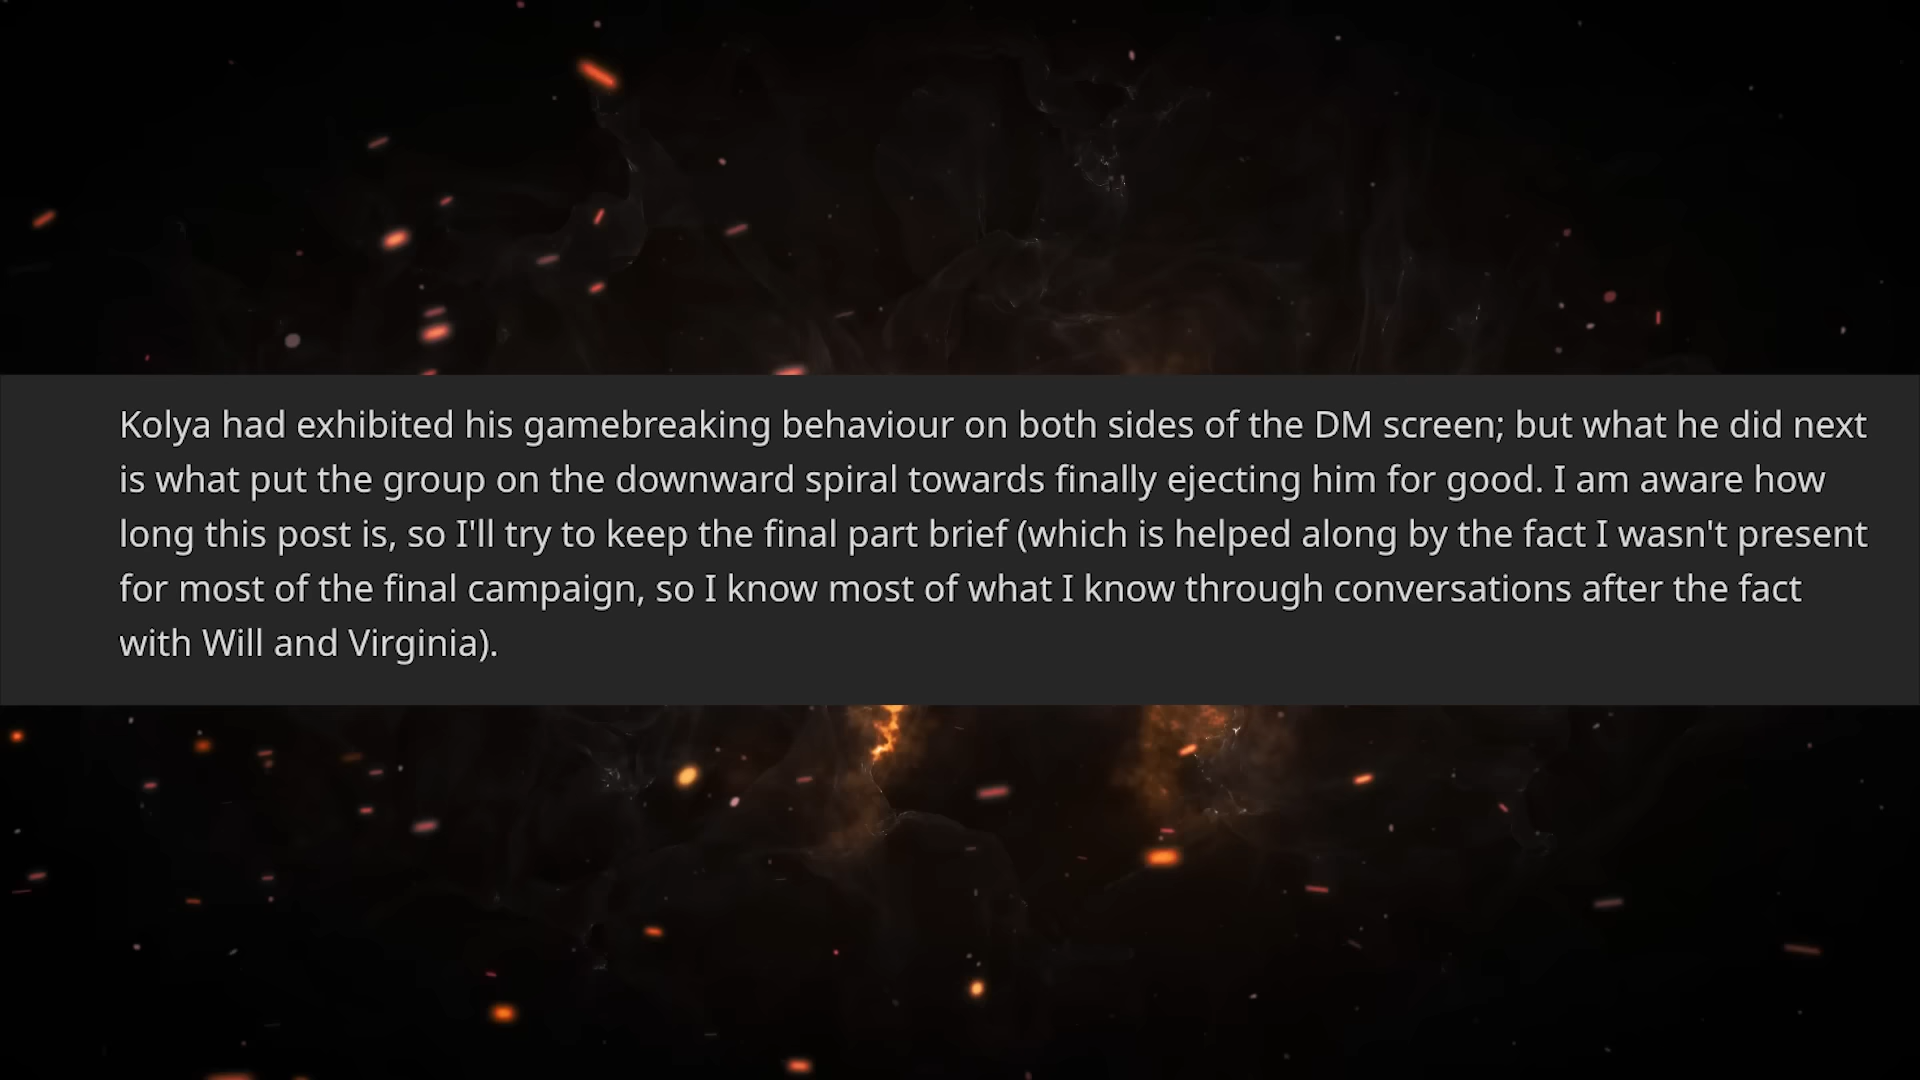 Kolya had exhibited his gamebreaking behaviour on both sides of the DM screen; but what he did next
is what put the group on the downward spiral towards finally ejecting him for good. I am aware how
long this post is, so I'll try to keep the final part brief (which is helped along by the fact I wasn't present
for most of the final campaign, so I know most of what I know through conversations after the fact
with Will and Virginia).